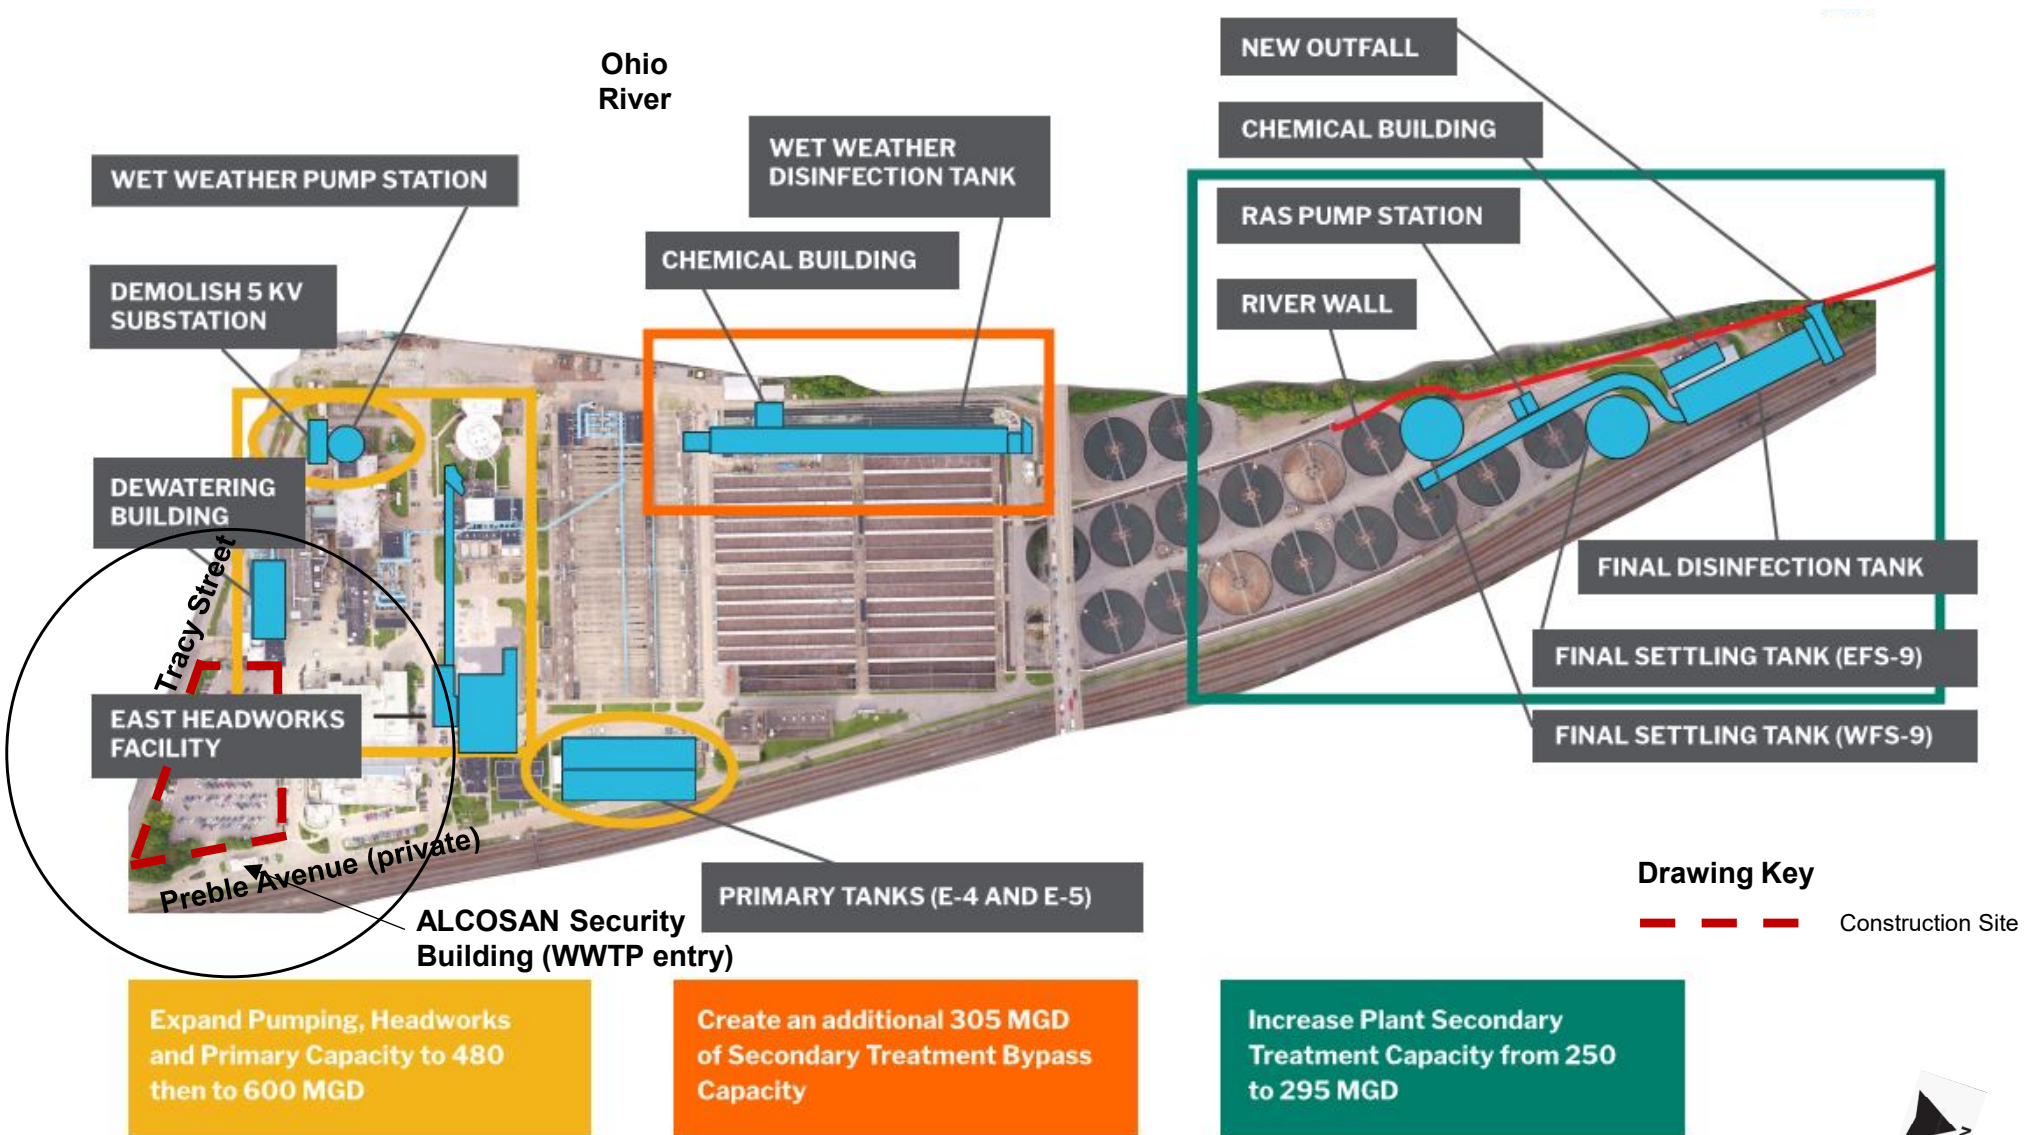 Ohio
River
NEW OUTFALL
CHEMICAL BUILDING
WET WEATHER
DISINFECTION TANK
WET WEATHER PUMP STATION
RAS PUMP STATION
CHEMICAL BUILDING
DEMOLISH 5 KV
SUBSTATION
RIVER WALL
DEWATERING
BUILDING
Tracy Street
FINAL DISINFECTION TANK
FINAL SETTLING TANK (EFS-9)
EAST HEADWORKS
FACILITY
FINAL SETTLING TANK (WFS-9)
Preble Avenue (private)
PRIMARY TANKS (E-4 AND E-5)
ALCOSAN Security
Building (WWTP entry)
Drawing Key
Construction Site
Expand Pumping, Headworks
and Primary Capacity to 480
then to 600 MGD
Create an additional 305 MGD
of Secondary Treatment Bypass
Capacity
Increase Plant Secondary
Treatment Capacity from 250
to 295 MGD